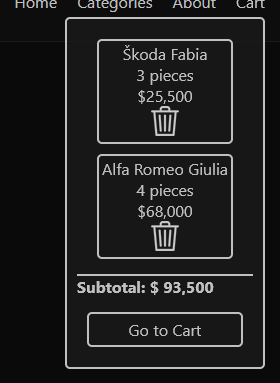 Home Categories About Cart
Škoda Fabia
3 pieces
$25,500
Alfa Romeo Giulia
4 pieces
$68,000
Subtotal: $ 93,500
Go to Cart